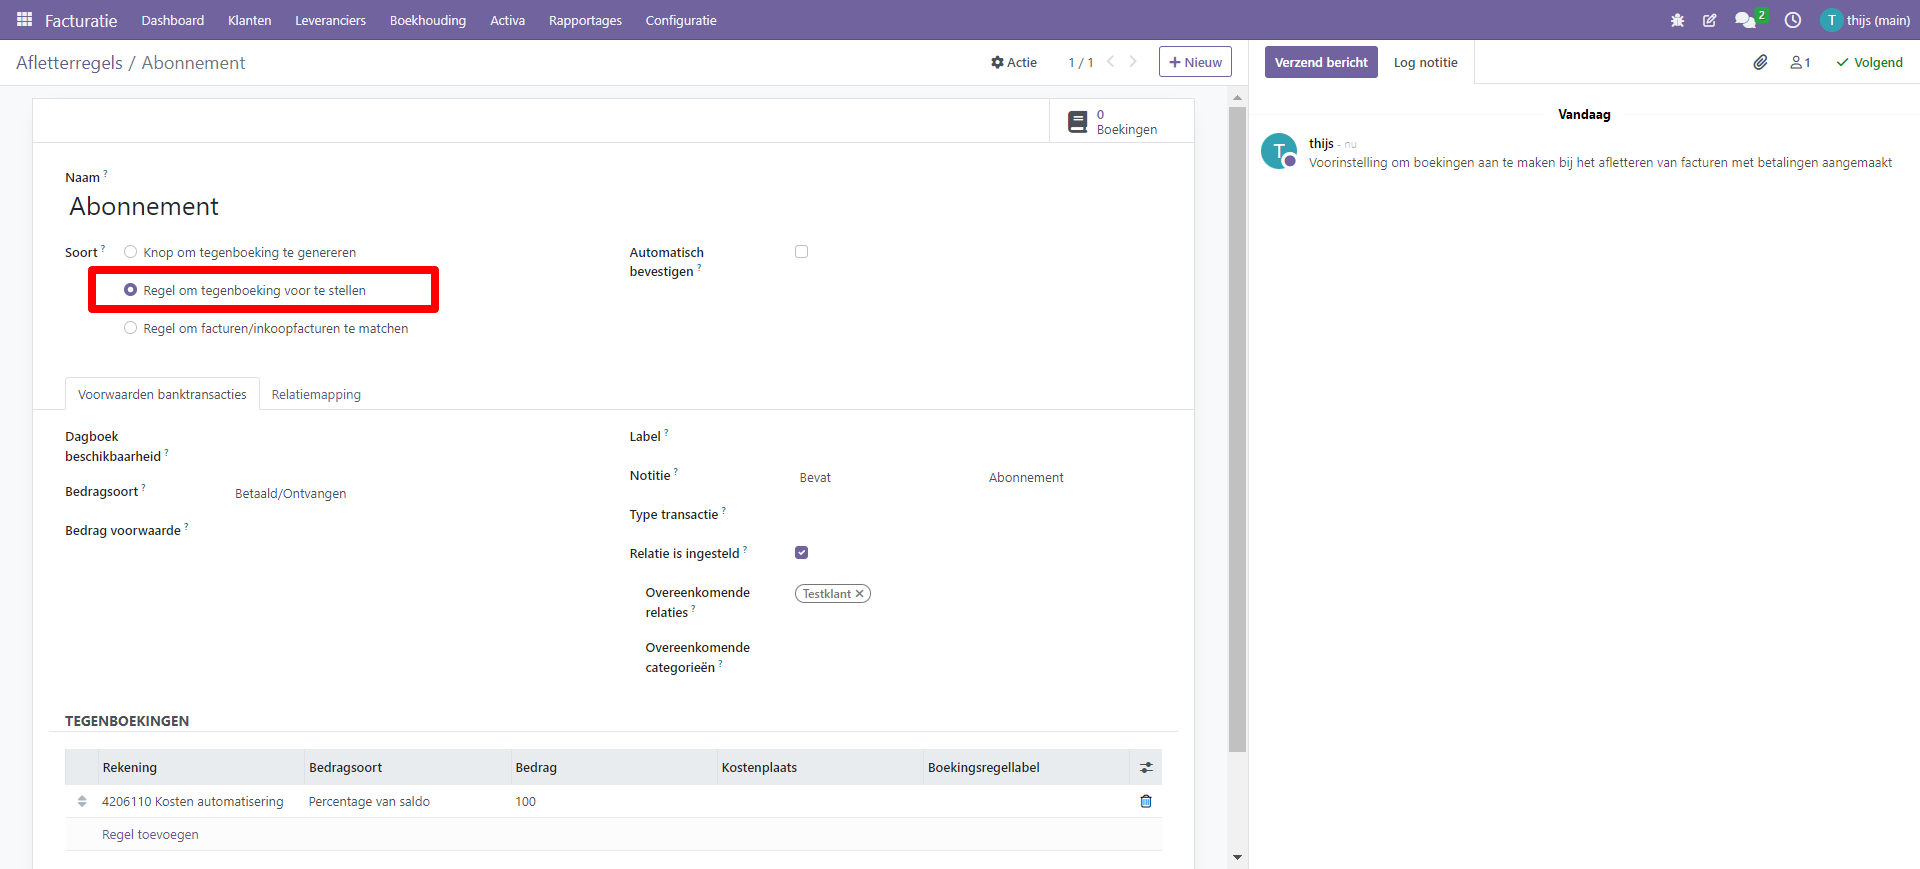 Facturatie Dashboard Klanten Leveranciers Boekhouding Activa Rapportages Configuratie 2 T thijs (main)
Afletterregels / Abonnement Actie 1 / 1 Nieuw Verzend bericht Log notitie 1 Volgend
0
Boekingen
Naam ?
Abonnement
Soort ? Knop om tegenboeking te genereren
Regel om tegenboeking voor te stellen
Regel om facturen/inkoopfacturen te matchen
Automatisch
bevestigen ?
Voorwaarden banktransacties Relatiemapping
Dagboek
beschikbaarheid ?
Bedragsoort ? Betaald/Ontvangen
Bedrag voorwaarde ?
Label ?
Notitie ? Bevat Abonnement
Type transactie ?
Relatie is ingesteld ?
Overeenkomende
relaties ?
Testklant ×
Overeenkomende
categorieën ?
TEGENBOEKINGEN
Rekening Bedragsoort Bedrag Kostenplaats Boekingsregellabel
4206110 Kosten automatisering Percentage van saldo 100
Regel toevoegen
Vandaag
T
thijs - nu
Voorinstelling om boekingen aan te maken bij het afletteren van facturen met betalingen aangemaakt